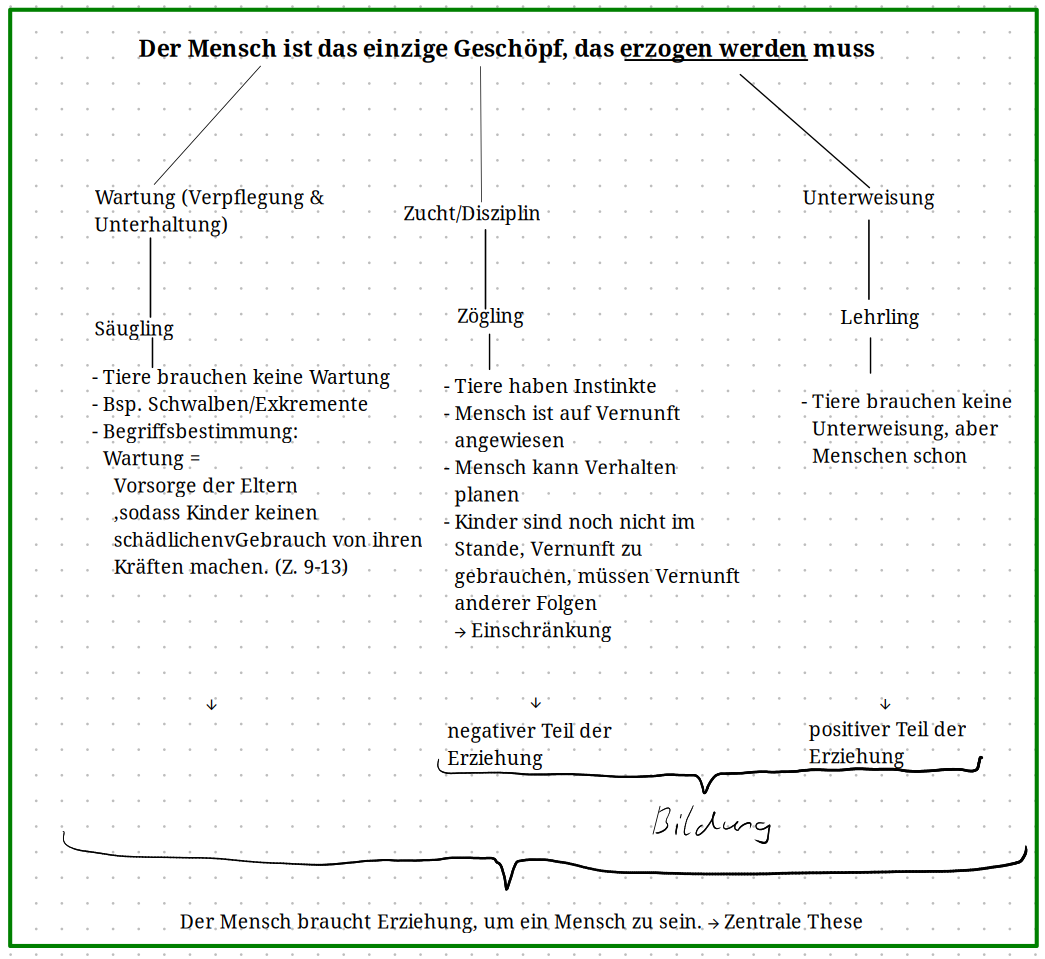 Der Mensch ist das einzige Geschöpf, das erzogen werden muss
Wartung (Verpflegung &
Unterhaltung)
Säugling
- Tiere brauchen keine Wartung
- Bsp. Schwalben/Exkremente
- Begriffsbestimmung:
Wartung =
Vorsorge der Eltern
,sodass Kinder keinen
schädlichenvGebrauch von ihren
Kräften machen. (Z. 9-13)
↓
Zucht/Disziplin
Zögling
- Tiere haben Instinkte
- Mensch ist auf Vernunft
angewiesen
- Mensch kann Verhalten
planen
- Kinder sind noch nicht im
Stande, Vernunft zu
gebrauchen, müssen Vernunft
anderer Folgen
→ Einschränkung
↓
negativer Teil der
Erziehung
Unterweisung
Lehrling
- Tiere brauchen keine
Unterweisung, aber
Menschen schon
↓
positiver Teil der
Erziehung
Bildung
Der Mensch braucht Erziehung, um ein Mensch zu sein. → Zentrale These